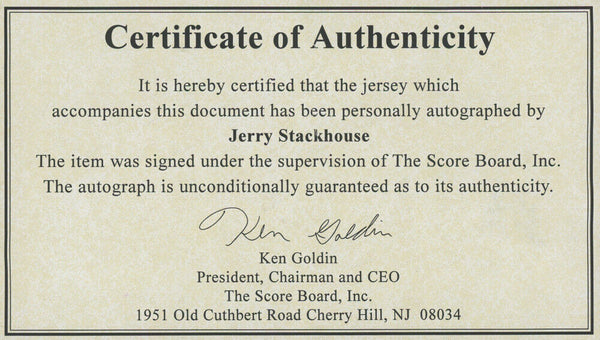 Certificate of Authenticity
It is hereby certified that the jersey which
accompanies this document has been personally autographed by
Jerry Stackhouse
The item was signed under the supervision of The Score Board, Inc.
The autograph is unconditionally guaranteed as to its authenticity.
Ken Goldin
Ken Goldin
President, Chairman and CEO
The Score Board, Inc.
1951 Old Cuthbert Road Cherry Hill, NJ 08034